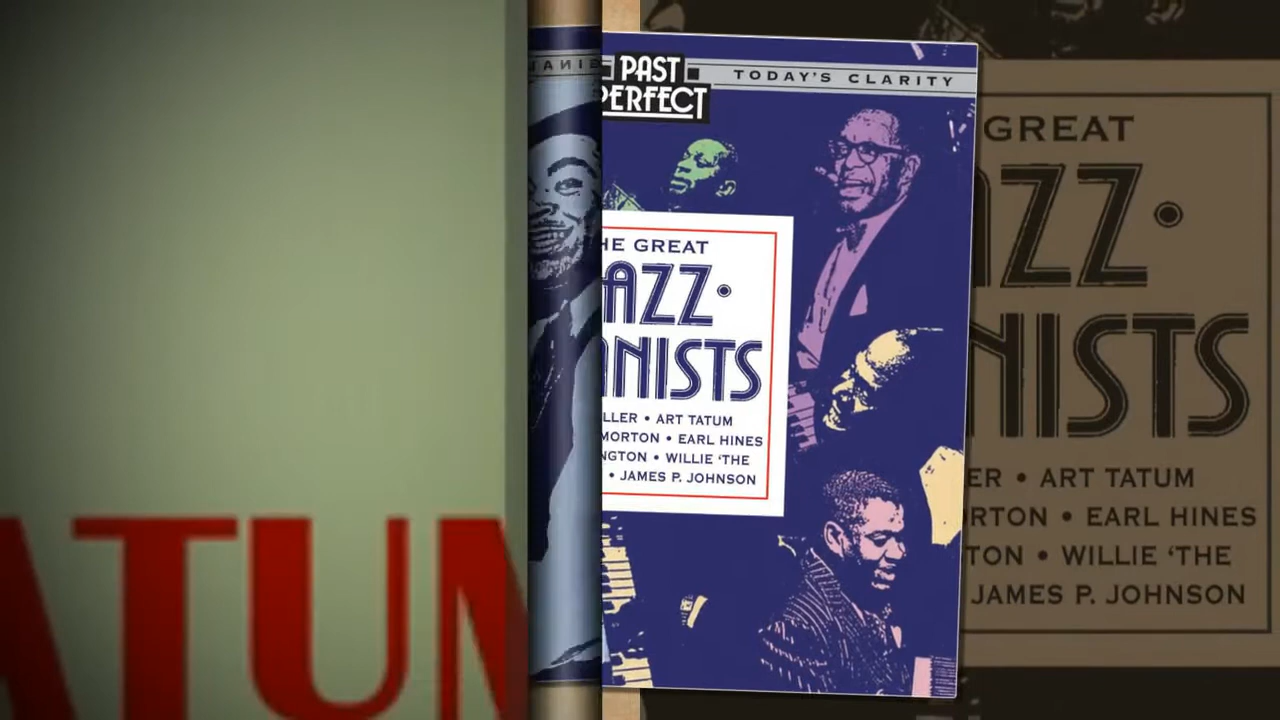 PAST
PERFECT
TODAY'S CLARITY
HE GREAT
AZZ·
NISTS
LLER • ART TATUM
MORTON • EARL HINES
NGTON • WILLIE 'THE
• JAMES P. JOHNSON
ATUM
GREAT
AZZ·
NISTS
ER • ART TATUM
RTON • EARL HINES
TON • WILLIE 'THE
JAMES P. JOHNSON